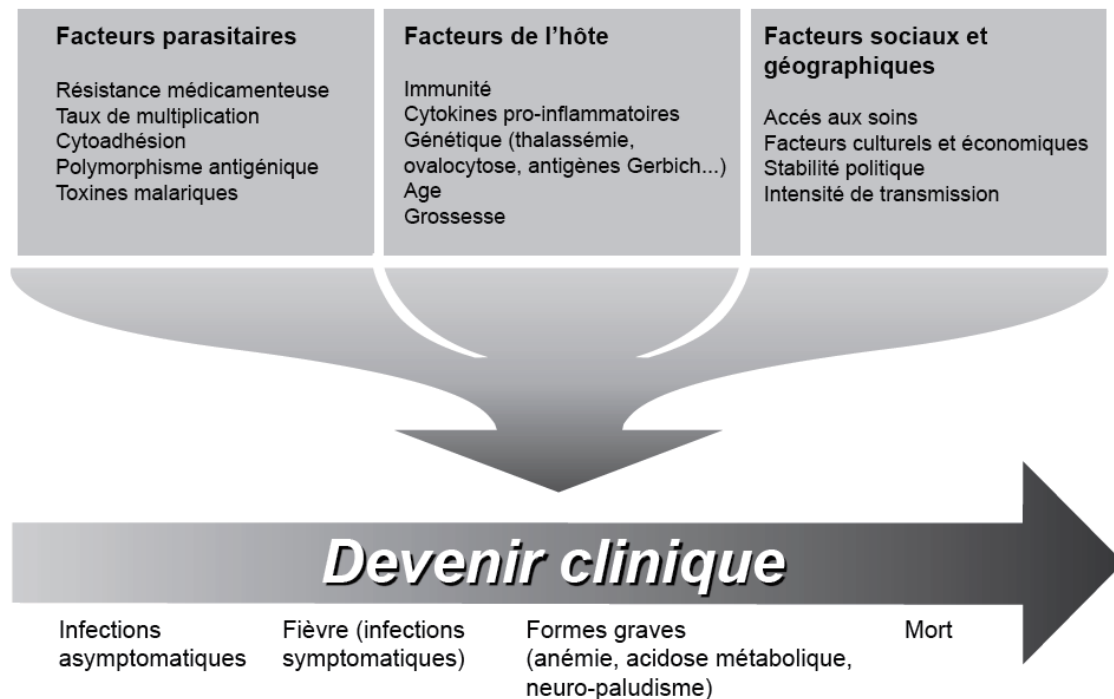 Facteurs parasitaires
Résistance médicamenteuse
Taux de multiplication
Cytoadhésion
Polymorphisme antigénique
Toxines malariques
Facteurs de l’hôte
Immunité
Cytokines pro-inflammatoires
Génétique (thalassémie,
ovalocytose, antigènes Gerbich...)
Age
Grossesse
Facteurs sociaux et
géographiques
Accés aux soins
Facteurs culturels et économiques
Stabilité politique
Intensité de transmission
Devenir clinique
Infections
asymptomatiques
Fièvre (infections
symptomatiques)
Formes graves
(anémie, acidose métabolique,
neuro-paludisme)
Mort